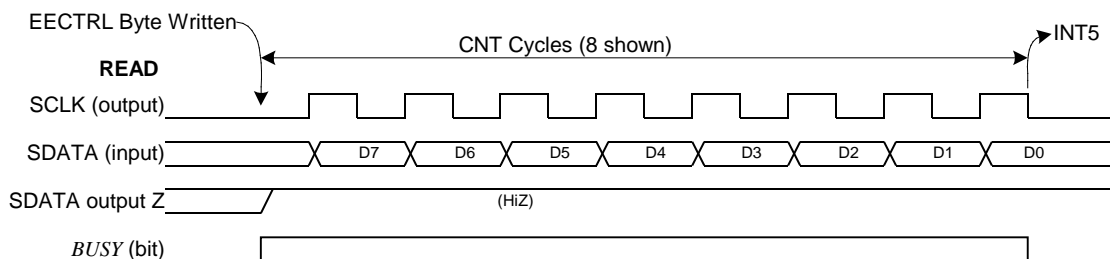 EECTRL Byte Written
INT5
CNT Cycles (8 shown)
READ
SCLK (output)
SDATA (input) D7 D6 D5 D4 D3 D2 D1 D0
SDATA output Z (HiZ)
BUSY (bit)